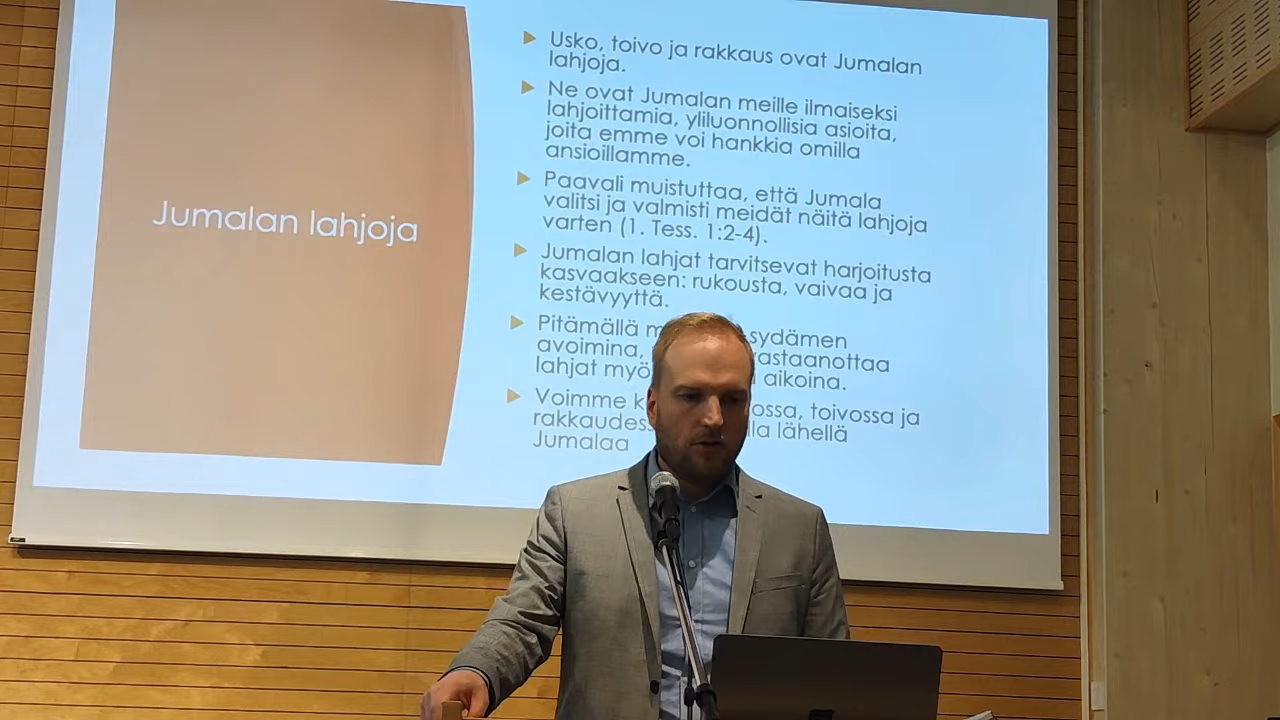 Jumalan lahjoja
Usko, toivo ja rakkaus ovat Jumalan
lahjoja.
Ne ovat Jumalan meille ilmaiseksi
lahjoittamia, yliluonnollisia asioita,
joita emme voi hankkia omilla
ansioillamme.
Paavali muistuttaa, että Jumala
valitsi ja valmisti meidät näitä lahjoja
varten (1. Tess. 1:2-4).
Jumalan lahjat tarvitsevat harjoitusta
kasvaakseen: rukousta, vaivaa ja
kestävyyttä.
Pitämällä sydämen
avoimina,
lahjat aikoina.
Voimme toivossa ja
lähellä
Jumalaa